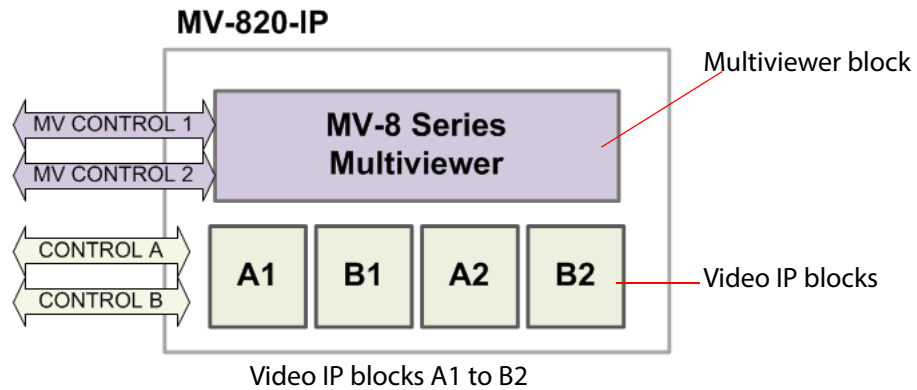 MV-820-IP
Multiviewer block
MV CONTROL 1
MV-8 Series
Multiviewer
MV CONTROL 2
CONTROL A
CONTROL B
A1
B1
A2
B2
Video IP blocks
Video IP blocks A1 to B2